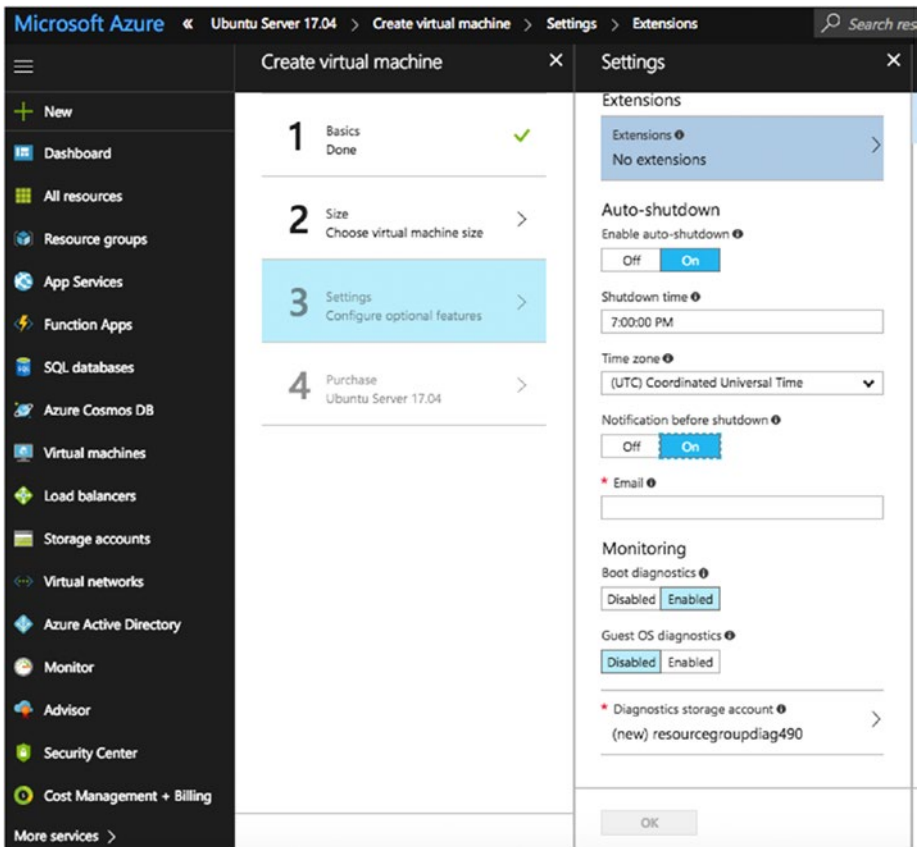 Microsoft Azure « Ubuntu Server 17.04 > Create virtual machine > Settings > Extensions
Search res
New
Dashboard
All resources
Resource groups
App Services
Function Apps
SQL databases
Azure Cosmos DB
Virtual machines
Load balancers
Storage accounts
Virtual networks
Azure Active Directory
Monitor
Advisor
Security Center
Cost Management + Billing
More services >
Create virtual machine
1
Basics
Done
2
Size
Choose virtual machine size
3
Settings
Configure optional features
4
Purchase
Ubuntu Server 17.04
Settings
Extensions
Extensions
No extensions
Auto-shutdown
Enable auto-shutdown
Off On
Shutdown time
7:00:00 PM
Time zone
(UTC) Coordinated Universal Time
Notification before shutdown
Off On
* Email
Monitoring
Boot diagnostics
Disabled Enabled
Guest OS diagnostics
Disabled Enabled
* Diagnostics storage account
(new) resourcegroupdiag490
OK